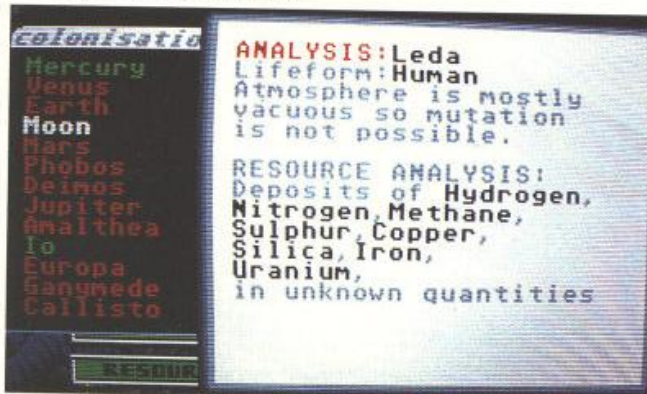 colonisatio
Mercury
Venus
Earth
Moon
Mars
Phobos
Deimos
Jupiter
Amalthea
Io
Europa
Ganymede
Callisto
RESOUR
ANALYSIS:Leda
Lifeform:Human
Atmosphere is mostly
vacuous so mutation
is not possible.
RESOURCE ANALYSIS:
Deposits of Hydrogen,
Nitrogen,Methane,
Sulphur,Copper,
Silica,Iron,
Uranium,
in unknown quantities